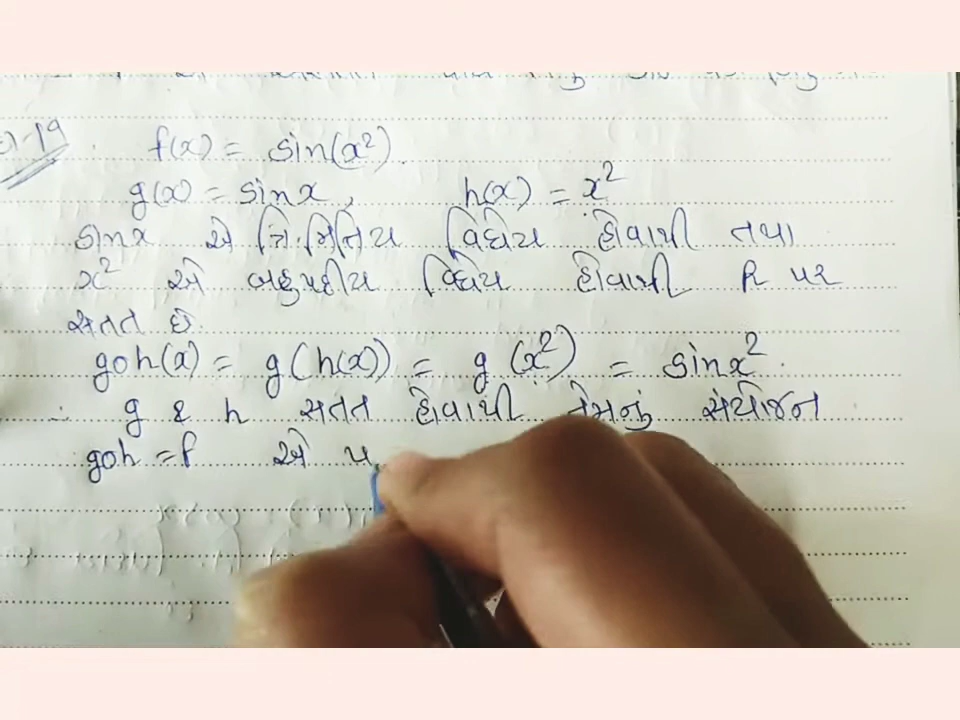 f(x) = sin(x²).
g(x) = sinx, h(x) = x²
sinx એ ત્રિકોણમિતિય વિધેય હોવાથી તથા
x² એ બહુપદીય વિધેય હોવાથી R પર
સતત છે.
goh(x) = g(h(x)) = g(x²) = sinx².
∴ g & h સતત હોવાથી તેમનું સંયોજન
goh = f એ પ